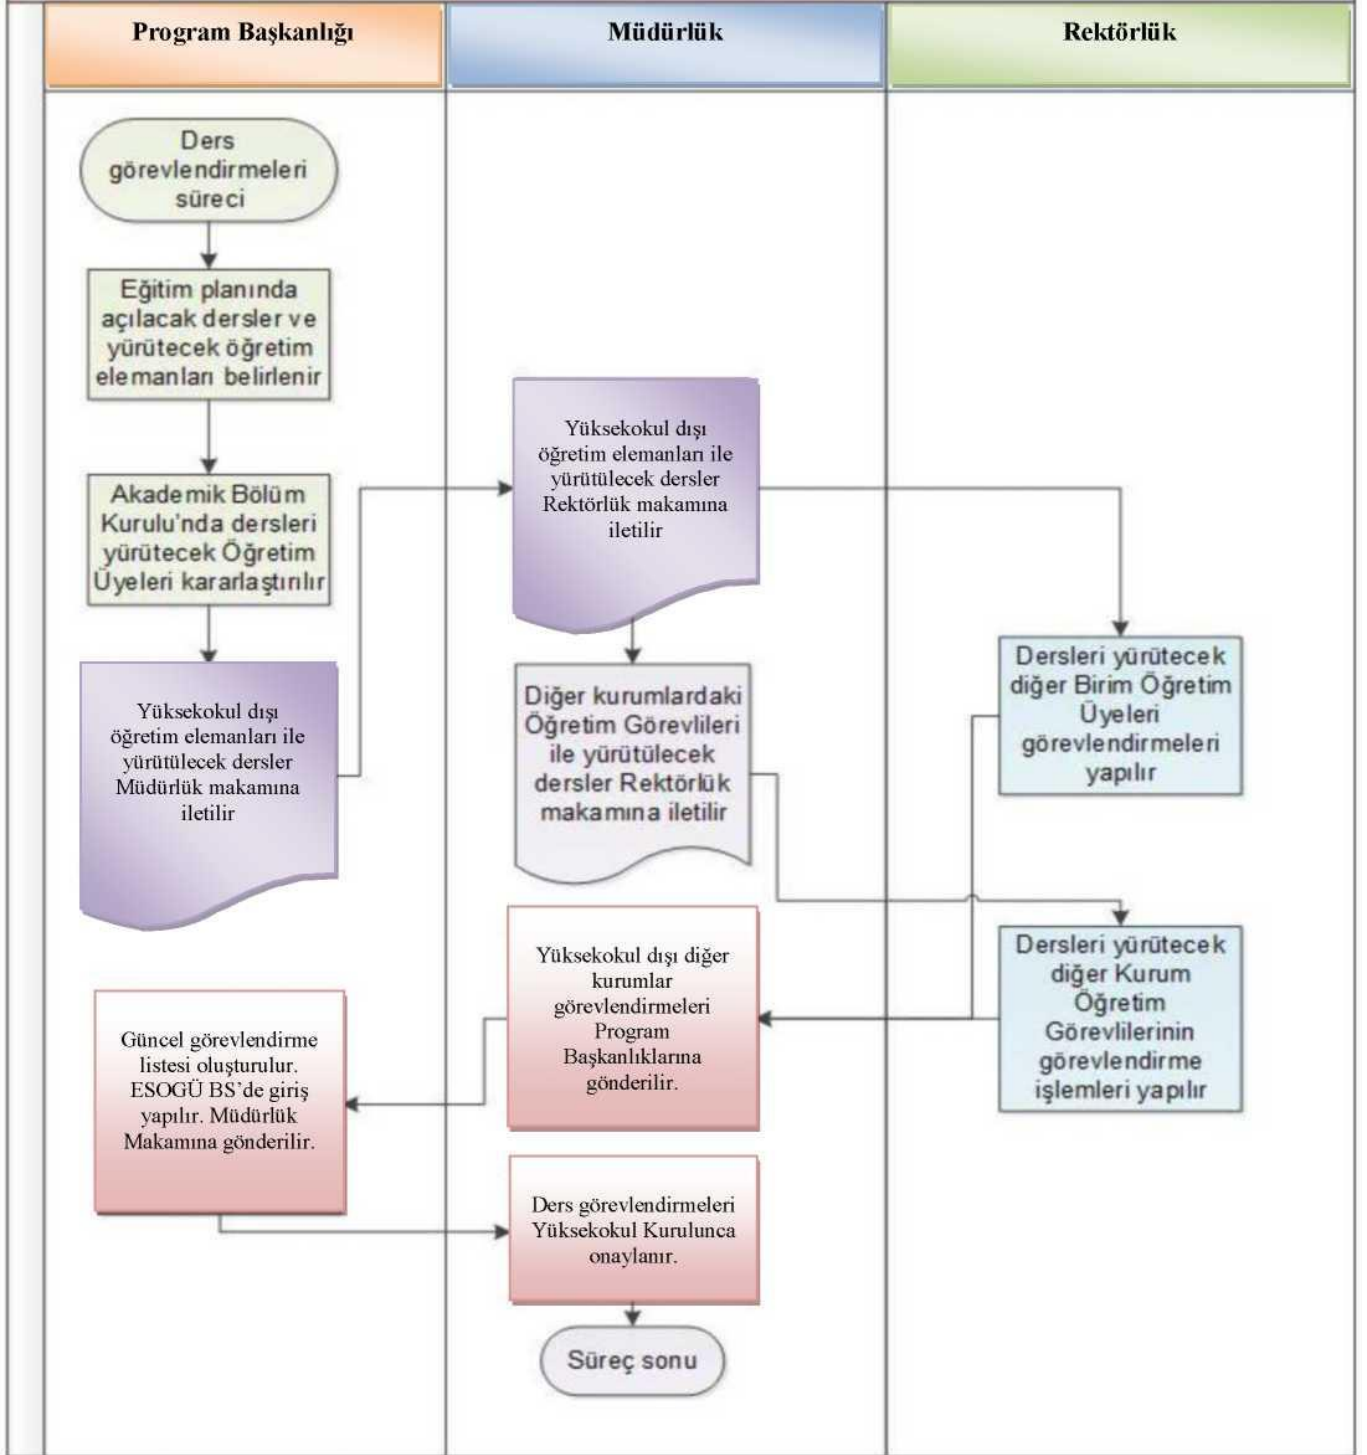 Program Başkanlığı
Müdürlük
Rektörlük
Ders
görevlendirmeleri
süreci
Eğitim planında
açılacak dersler ve
yürütecek öğretim
elemanları belirlenir
Akademik Bölüm
Kurulu'nda dersleri
yürütecek Öğretim
Üyeleri kararlaştırılır
Yüksekokul dışı
öğretim elemanları ile
yürütülecek dersler
Müdürlük makamına
iletilir
Yüksekokul dışı
öğretim elemanları ile
yürütülecek dersler
Rektörlük makamına
iletilir
Diğer kurumlardaki
Öğretim Görevlileri
ile yürütülecek
dersler Rektörlük
makamına iletilir
Dersleri yürütecek
diğer Birim Öğretim
Üyeleri
görevlendirmeleri
yapılır
Dersleri yürütecek
diğer Kurum
Öğretim
Görevlilerinin
görevlendirme
işlemleri yapılır
Yüksekokul dışı diğer
kurumlar
görevlendirmeleri
Program
Başkanlıklarına
gönderilir.
Güncel görevlendirme
listesi oluşturulur.
ESOGÜ BS'de giriş
yapılır. Müdürlük
Makamına gönderilir.
Ders görevlendirmeleri
Yüksekokul Kurulunca
onaylanır.
Süreç sonu